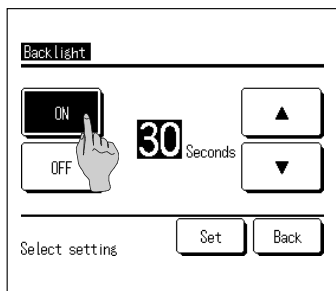 Backlight
ON
30 Seconds
▲
OFF
▼
Select setting
Set
Back